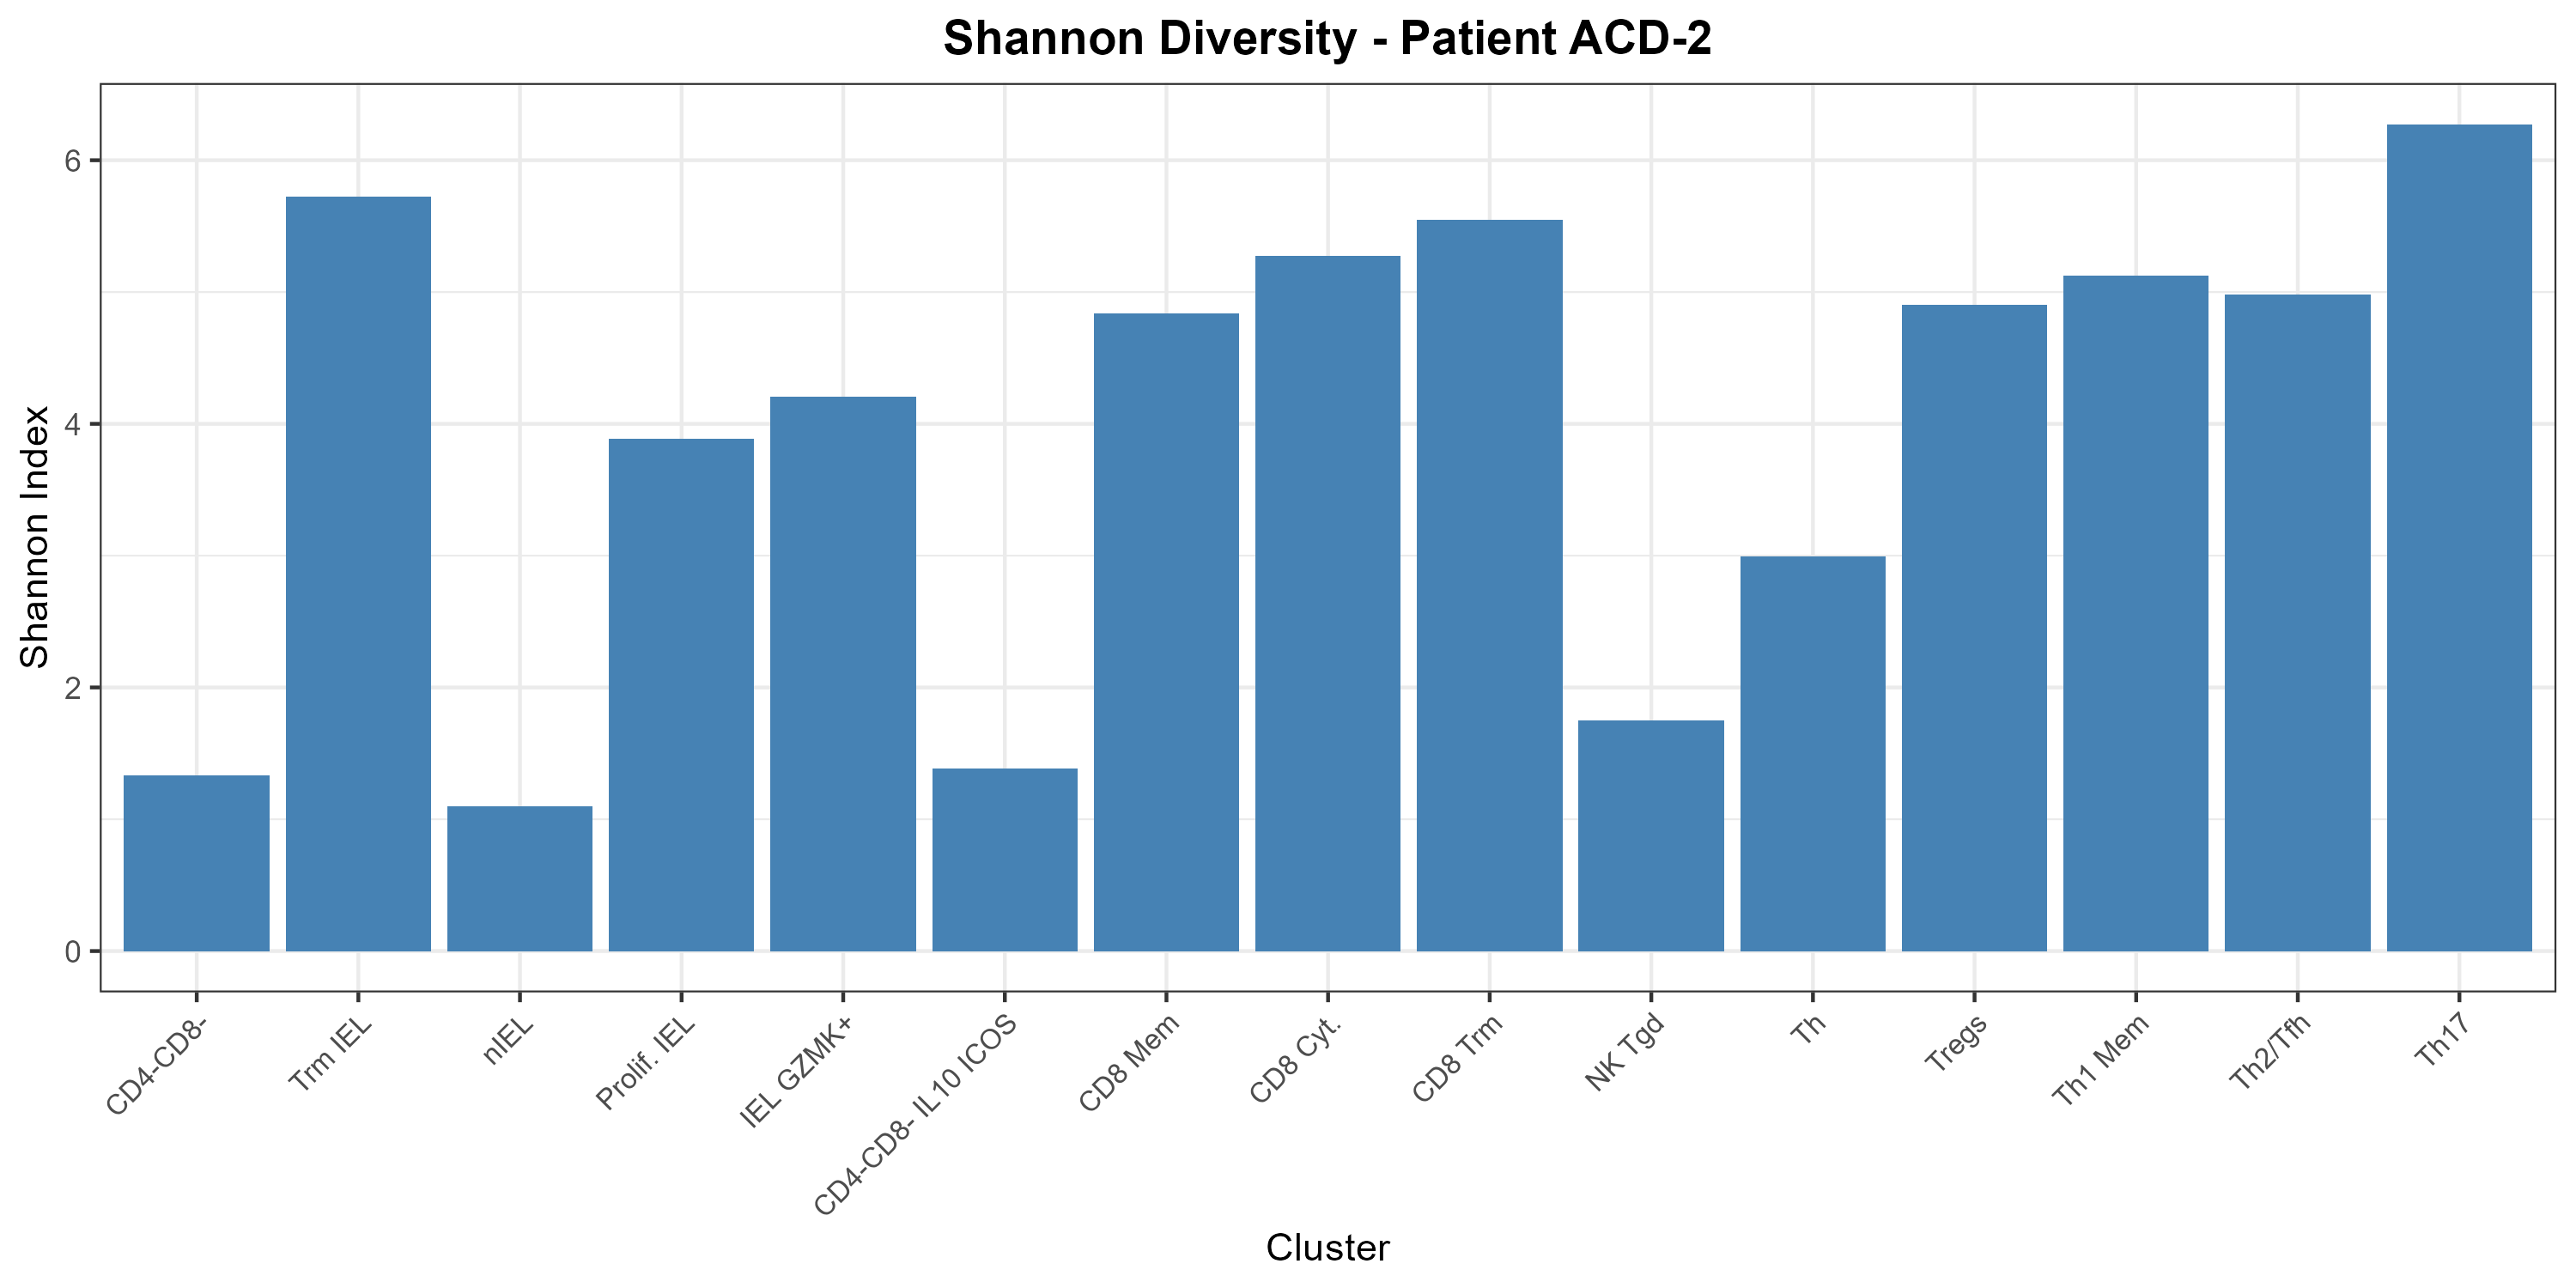 Shannon Diversity - Patient ACD-2
Shannon Index
6
4
2
0
CD4-CD8-
Trm IEL
nIEL
Prolif. IEL
IEL GZMK+
CD4-CD8- IL10 ICOS
CD8 Mem
CD8 Cyt.
CD8 Trm
NK Tgd
Th
Tregs
Th1 Mem
Th2/Tfh
Th17
Cluster